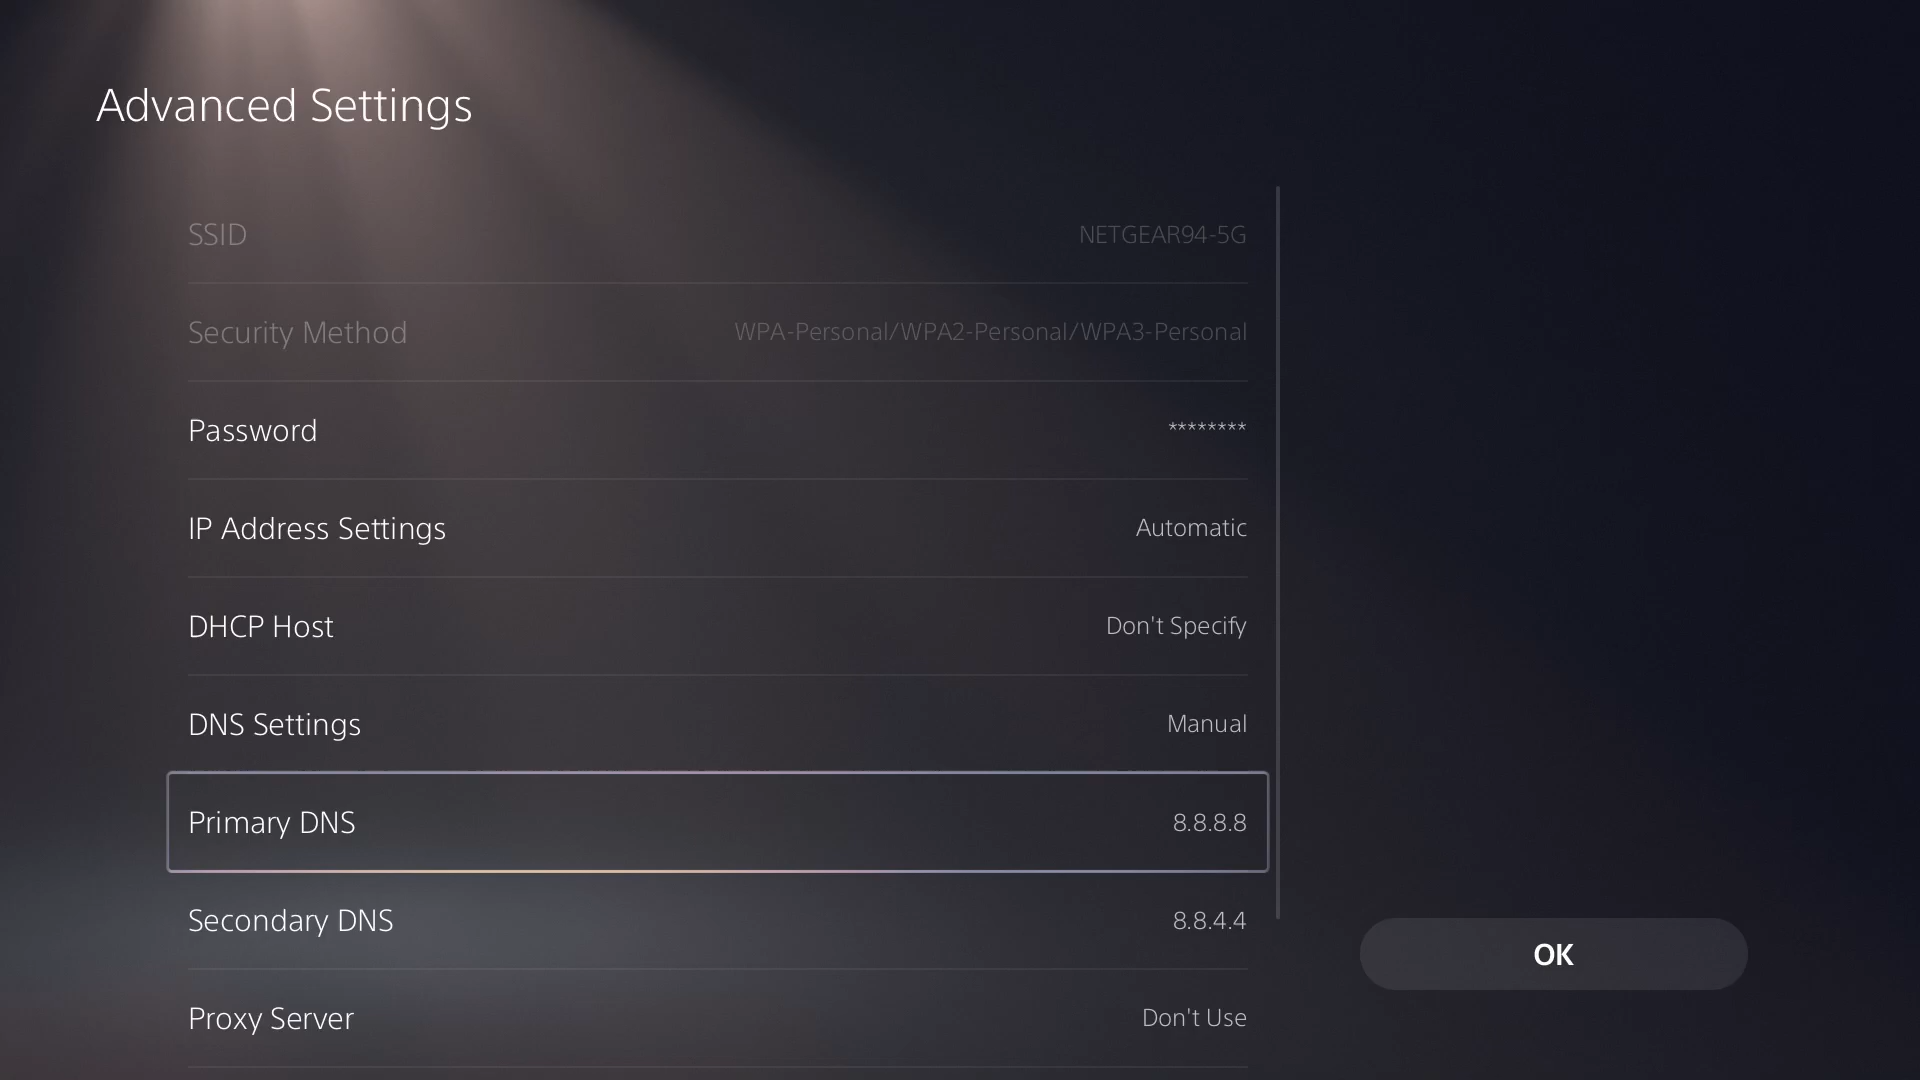 Advanced Settings
SSID NETGEAR94-5G
Security Method WPA-Personal/WPA2-Personal/WPA3-Personal
Password ********
IP Address Settings Automatic
DHCP Host Don't Specify
DNS Settings Manual
Primary DNS 8.8.8.8
Secondary DNS 8.8.4.4
OK
Proxy Server Don't Use